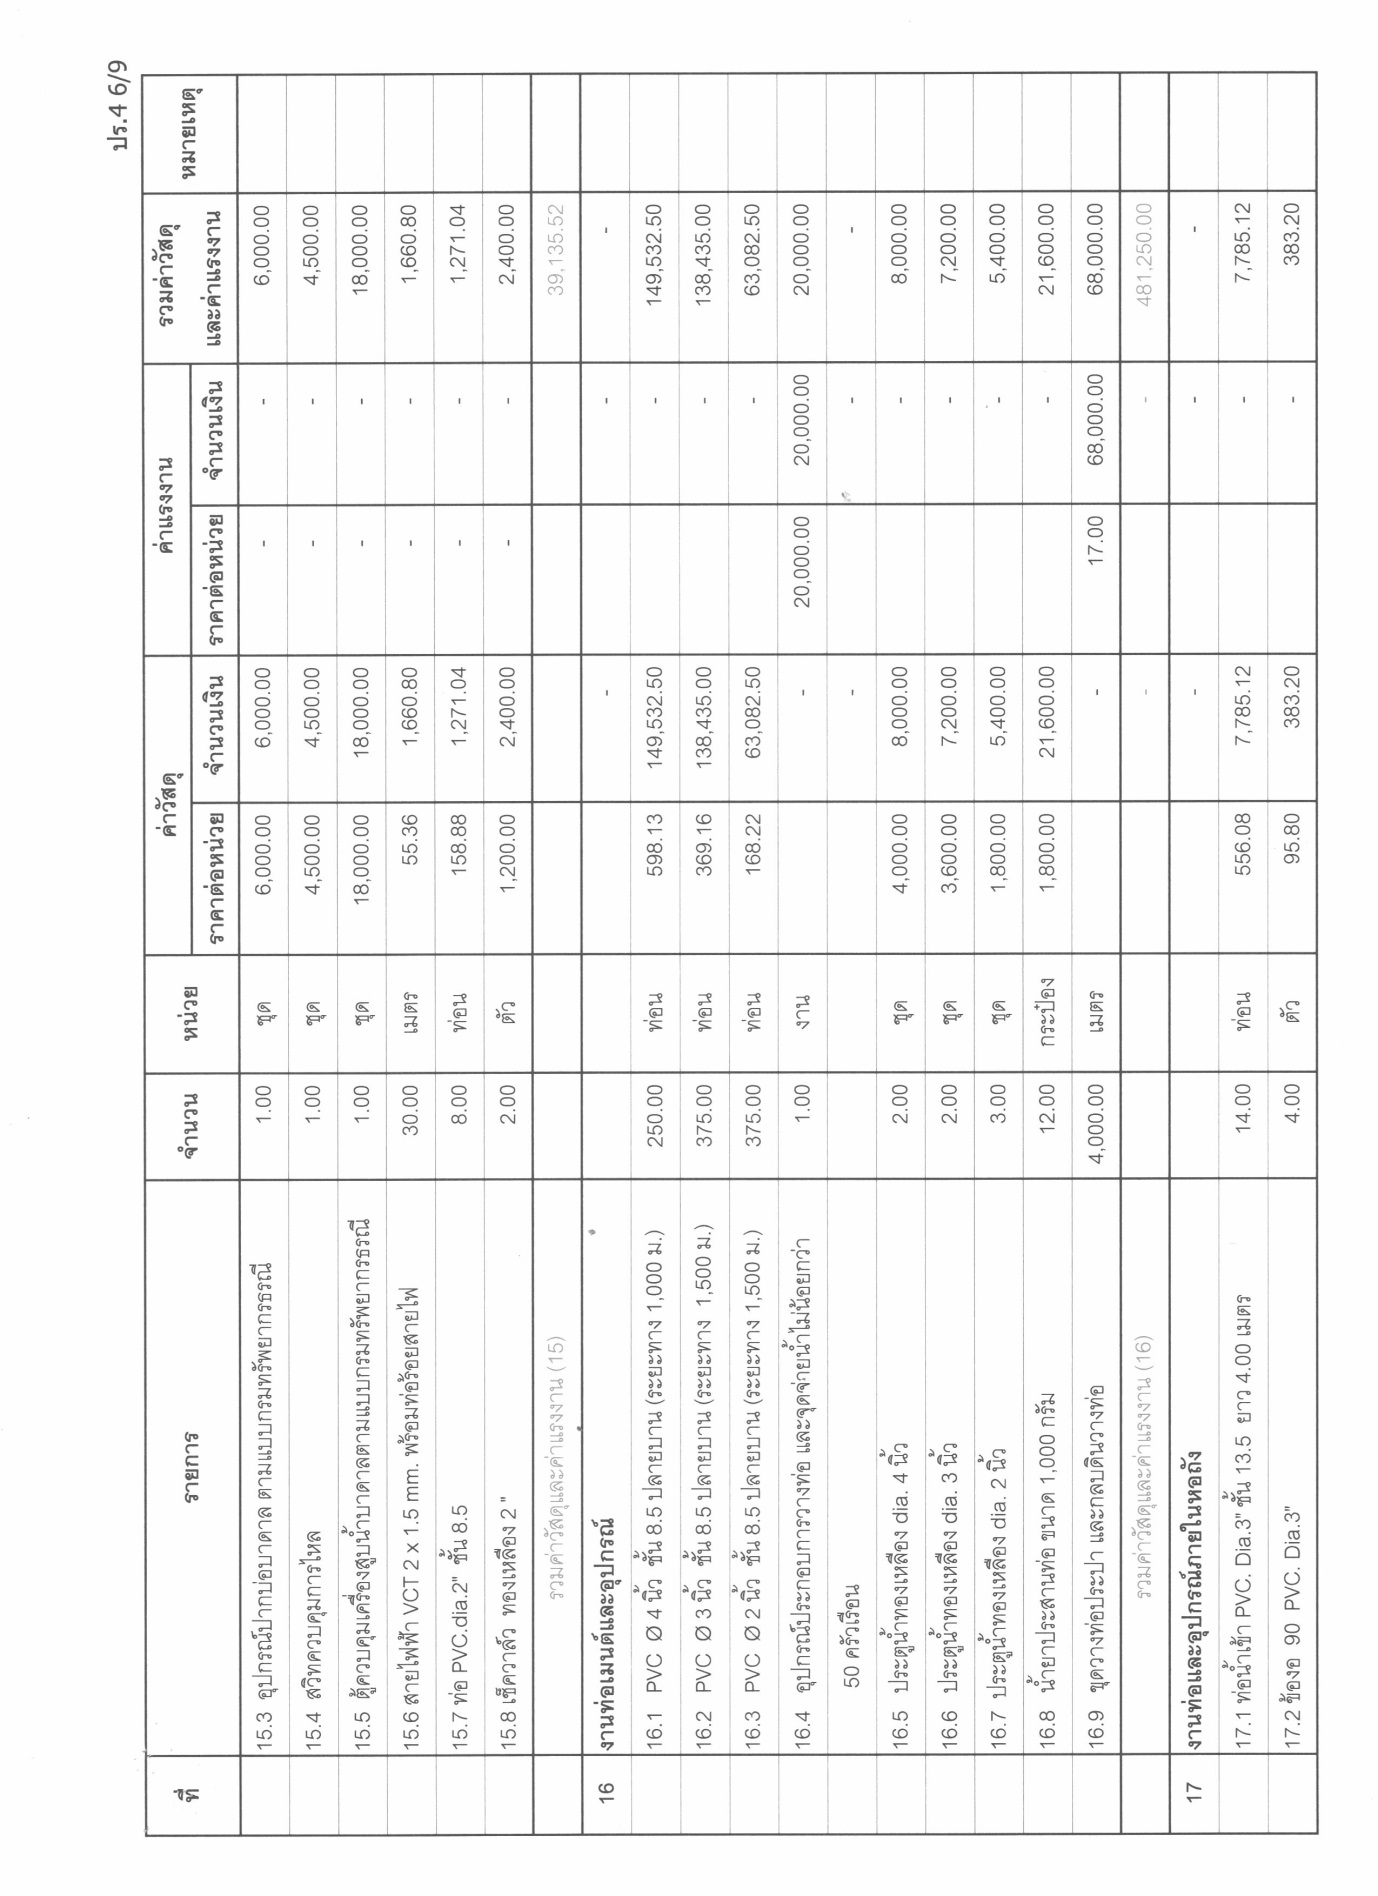 ปร.4 6/9
ที่ รายการ จำนวน หน่วย ค่าวัสดุ ค่าแรงงาน รวมค่าวัสดุ หมายเหตุ
ราคาต่อหน่วย จำนวนเงิน ราคาต่อหน่วย จำนวนเงิน และค่าแรงงาน
15.3 อุปกรณ์ปากบ่อบาดาล ตามแบบกรมทรัพยากรธรณี 1.00 ชุด 6,000.00 6,000.00 - - 6,000.00
15.4 สวิทควบคุมการไหล 1.00 ชุด 4,500.00 4,500.00 - - 4,500.00
15.5 ตู้ควบคุมเครื่องสูบน้ำบาดาลตามแบบกรมทรัพยากรธรณี 1.00 ชุด 18,000.00 18,000.00 - - 18,000.00
15.6 สายไฟฟ้า VCT 2 x 1.5 mm. พร้อมท่อร้อยสายไฟ 30.00 เมตร 55.36 1,660.80 - - 1,660.80
15.7 ท่อ PVC.dia.2" ชั้น 8.5 8.00 ท่อน 158.88 1,271.04 - - 1,271.04
15.8 เช็ควาล์ว ทองเหลือง 2 " 2.00 ตัว 1,200.00 2,400.00 - - 2,400.00
รวมค่าวัสดุและค่าแรงงาน (15) 39,135.52
16 งานท่อเมนต์และอุปกรณ์ - - -
16.1 PVC Ø 4 นิ้ว ชั้น 8.5 ปลายบาน (ระยะทาง 1,000 ม.) 250.00 ท่อน 598.13 149,532.50 - 149,532.50
16.2 PVC Ø 3 นิ้ว ชั้น 8.5 ปลายบาน (ระยะทาง 1,500 ม.) 375.00 ท่อน 369.16 138,435.00 - 138,435.00
16.3 PVC Ø 2 นิ้ว ชั้น 8.5 ปลายบาน (ระยะทาง 1,500 ม.) 375.00 ท่อน 168.22 63,082.50 - 63,082.50
16.4 อุปกรณ์ประกอบการวางท่อ และจุดจ่ายน้ำไม่น้อยกว่า 1.00 งาน - 20,000.00 20,000.00 20,000.00
50 ครัวเรือน - - -
16.5 ประตูน้ำทองเหลือง dia. 4 นิ้ว 2.00 ชุด 4,000.00 8,000.00 - 8,000.00
16.6 ประตูน้ำทองเหลือง dia. 3 นิ้ว 2.00 ชุด 3,600.00 7,200.00 - 7,200.00
16.7 ประตูน้ำทองเหลือง dia. 2 นิ้ว 3.00 ชุด 1,800.00 5,400.00 - 5,400.00
16.8 น้ำยาประสานท่อ ขนาด 1,000 กรัม 12.00 กระป๋อง 1,800.00 21,600.00 - 21,600.00
16.9 ขุดวางท่อประปา และกลบดินวางท่อ 4,000.00 เมตร - 17.00 68,000.00 68,000.00
รวมค่าวัสดุและค่าแรงงาน (16) - - 481,250.00
17 งานท่อและอุปกรณ์ภายในหอถัง - - -
17.1 ท่อน้ำเข้า PVC. Dia.3" ชั้น 13.5 ยาว 4.00 เมตร 14.00 ท่อน 556.08 7,785.12 - 7,785.12
17.2 ข้องอ 90 PVC. Dia.3" 4.00 ตัว 95.80 383.20 - 383.20